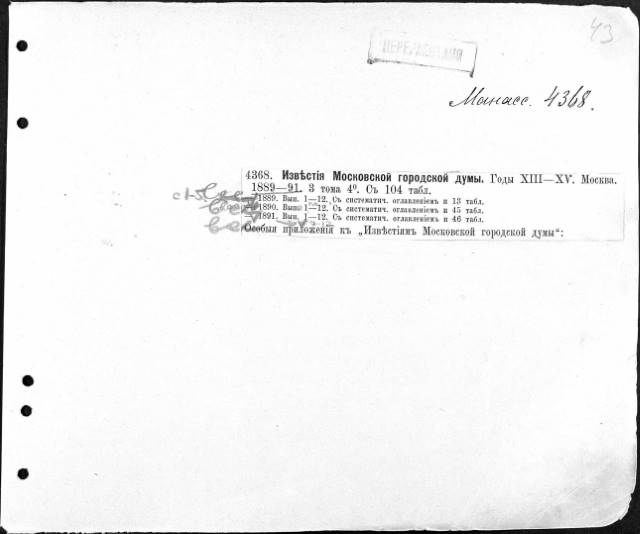 43
Манасс. 4368.
4368. Извѣстія Московской городской думы. Годы XIII—XV. Москва.
1889—91. 3 тома 4⁰. Съ 104 табл.
—1889. Вып. 1—12. Съ систематич. оглавленіемъ и 13 табл.
—1890. Вып. 1—12. Съ систематич. оглавленіемъ и 45 табл.
—1891. Вып. 1—12. Съ систематич. оглавленіемъ и 46 табл.
Особыя приложенія къ „Извѣстіямъ Московской городской думы“: